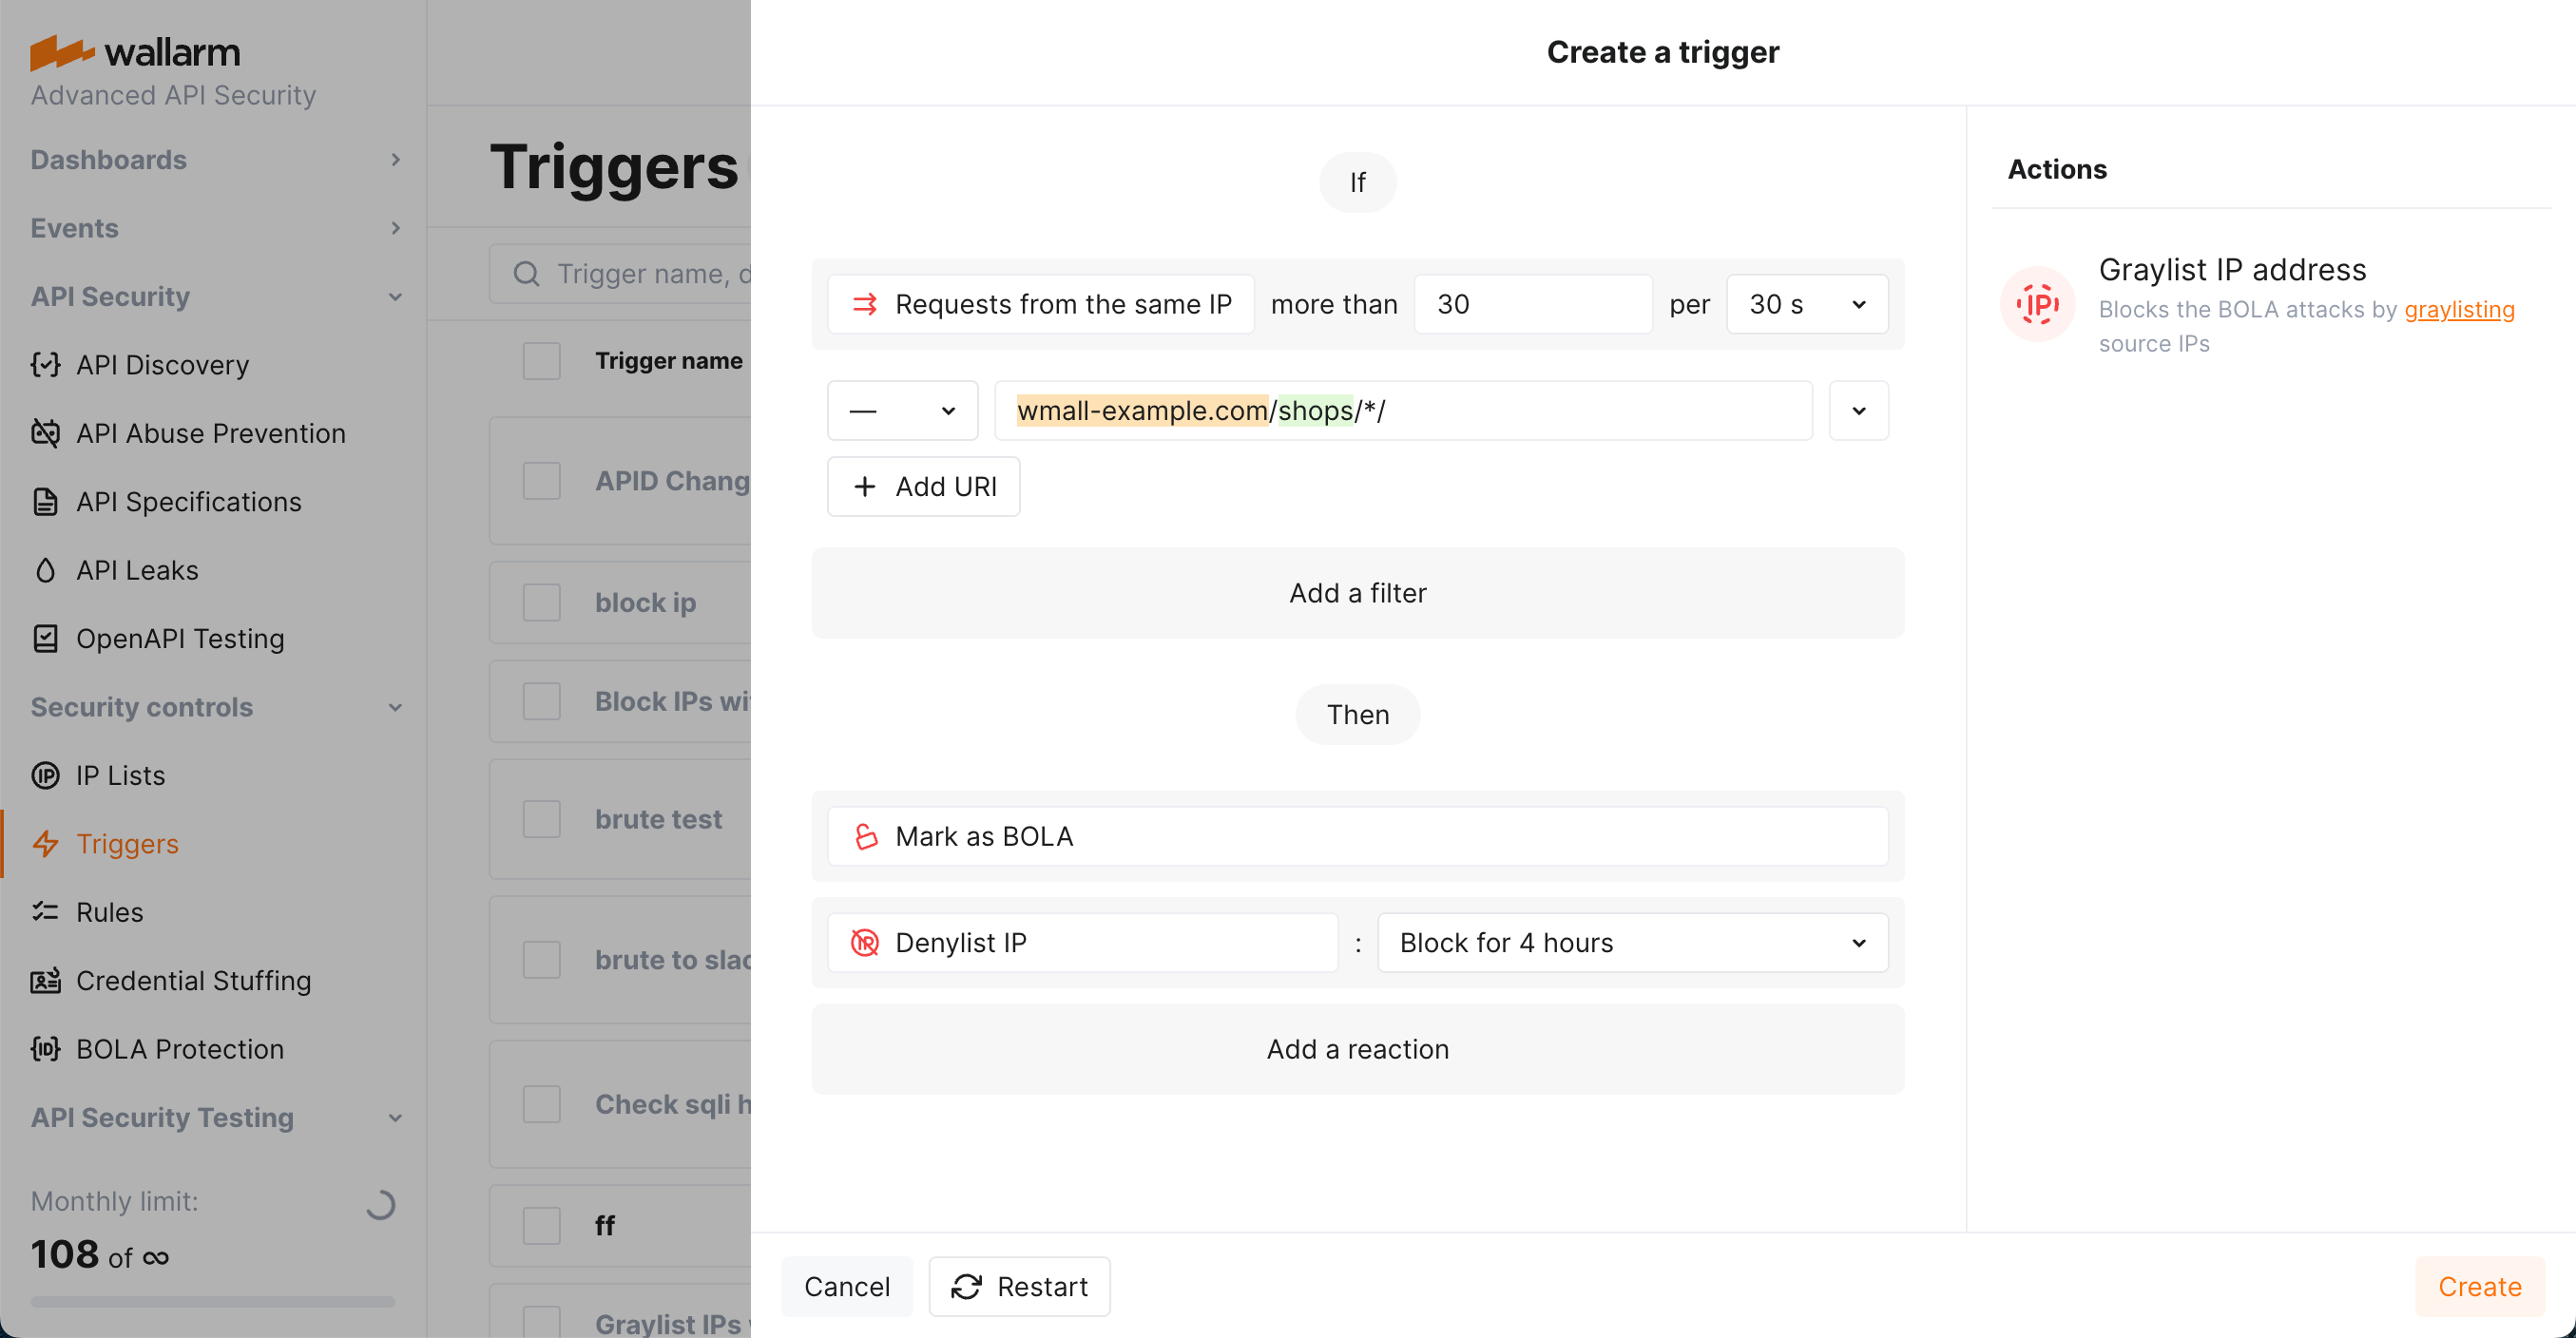 wallarm
Advanced API Security
Dashboards
Events
API Security
API Discovery
API Abuse Prevention
API Specifications
API Leaks
OpenAPI Testing
Security controls
IP Lists
Triggers
Rules
Credential Stuffing
BOLA Protection
API Security Testing
Monthly limit:
108 of ∞
Triggers
Trigger name, d
Trigger name
APID Chang
block ip
Block IPs wi
brute test
brute to slac
Check sqli h
ff
Graylist IPs
Create a trigger
If
Requests from the same IP more than 30 per 30 s
— wmall-example.com/shops/*/
+ Add URI
Add a filter
Then
Mark as BOLA
Denylist IP : Block for 4 hours
Add a reaction
Cancel
Restart
Create
Actions
IP
Graylist IP address
Blocks the BOLA attacks by graylisting
source IPs